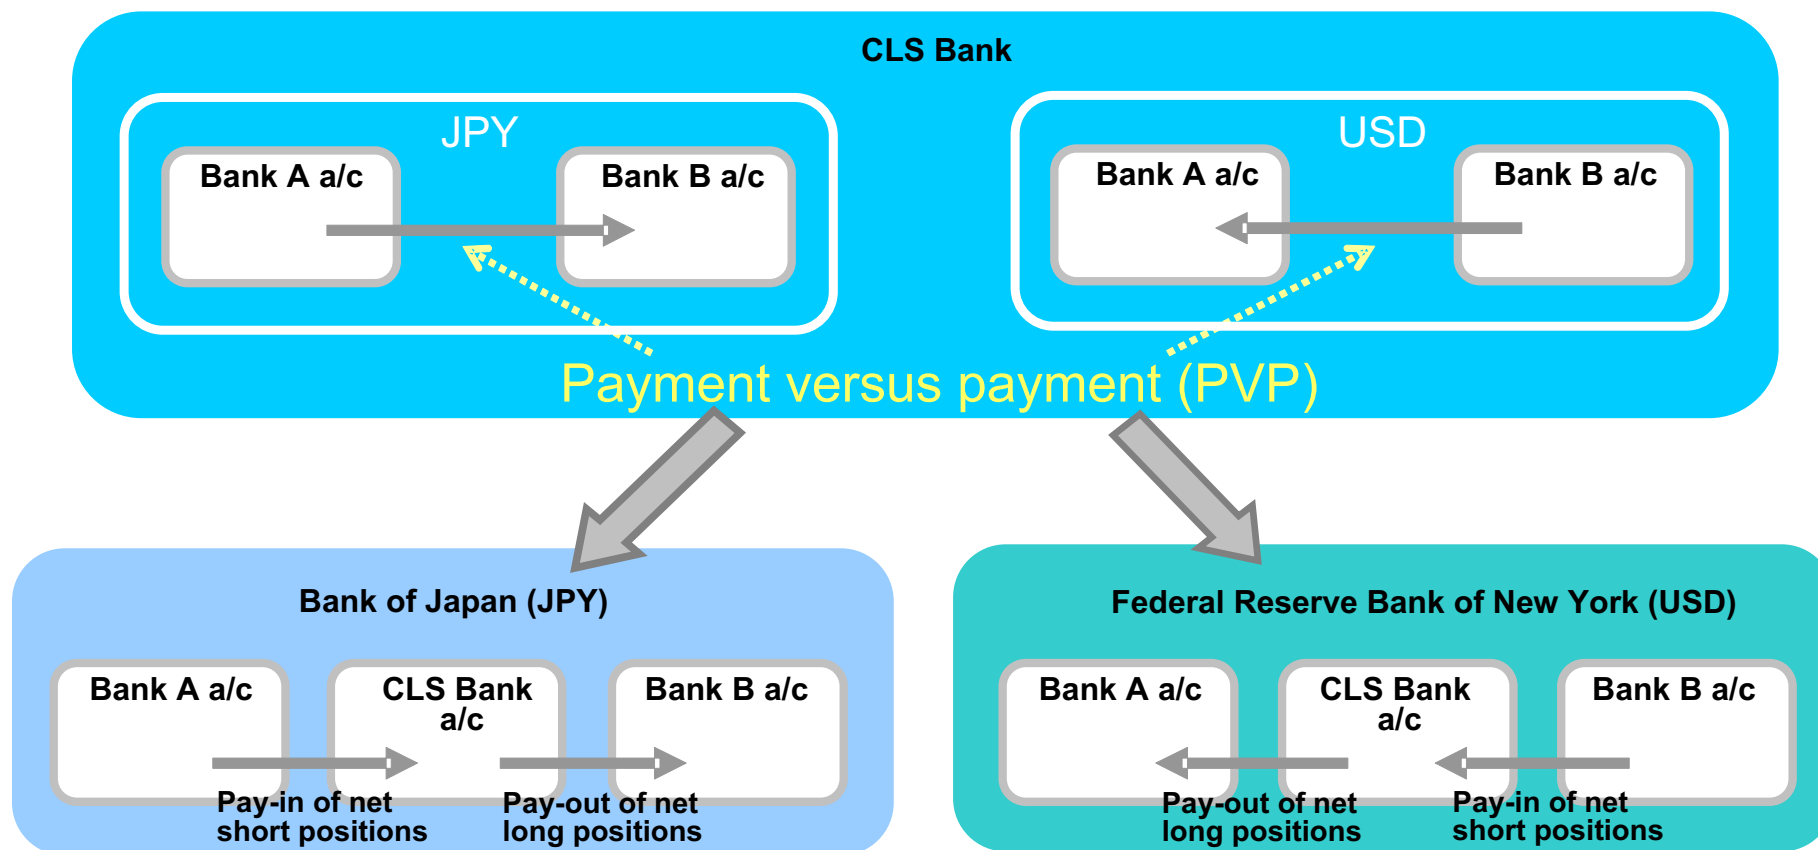 CLS Bank
JPY
Bank A a/c
Bank B a/c
USD
Bank A a/c
Bank B a/c
Payment versus payment (PVP)
Bank of Japan (JPY)
Bank A a/c
CLS Bank
a/c
Bank B a/c
Pay-in of net
short positions
Pay-out of net
long positions
Federal Reserve Bank of New York (USD)
Bank A a/c
CLS Bank
a/c
Bank B a/c
Pay-out of net
long positions
Pay-in of net
short positions